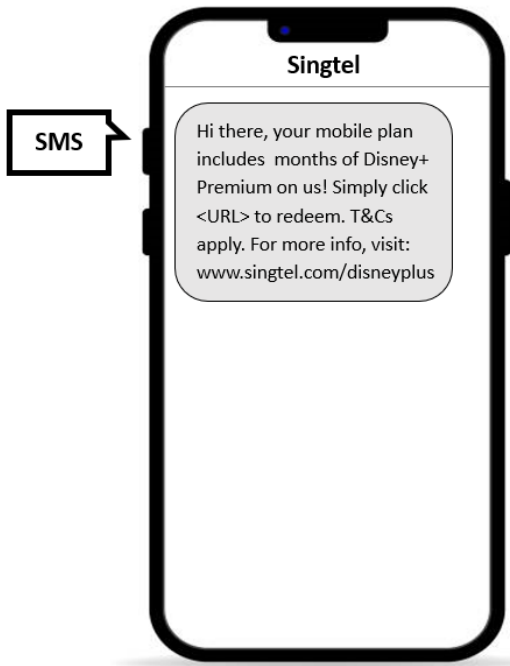 Singtel
SMS
Hi there, your mobile plan
includes  months of Disney+
Premium on us! Simply click
<URL> to redeem. T&Cs
apply. For more info, visit:
www.singtel.com/disneyplus